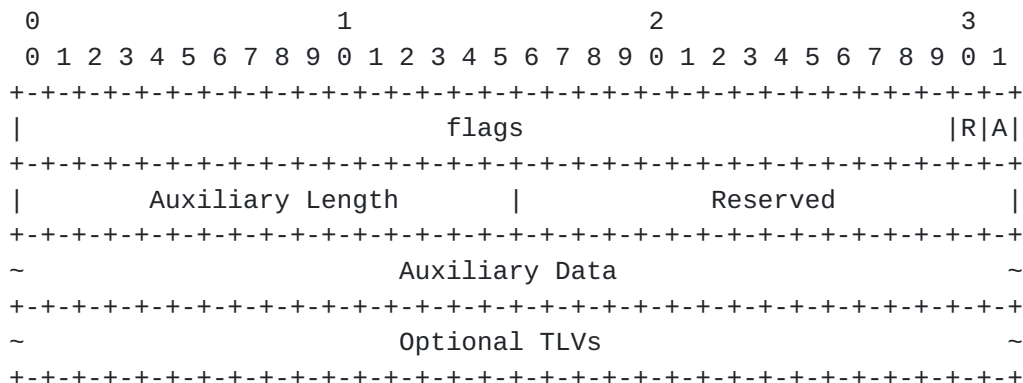 0                   1                   2                   3
 0 1 2 3 4 5 6 7 8 9 0 1 2 3 4 5 6 7 8 9 0 1 2 3 4 5 6 7 8 9 0 1
+-+-+-+-+-+-+-+-+-+-+-+-+-+-+-+-+-+-+-+-+-+-+-+-+-+-+-+-+-+-+-+-+
|                           flags                           |R|A|
+-+-+-+-+-+-+-+-+-+-+-+-+-+-+-+-+-+-+-+-+-+-+-+-+-+-+-+-+-+-+-+-+
|        Auxiliary Length       |            Reserved           |
+-+-+-+-+-+-+-+-+-+-+-+-+-+-+-+-+-+-+-+-+-+-+-+-+-+-+-+-+-+-+-+-+
~                        Auxiliary Data                         ~
+-+-+-+-+-+-+-+-+-+-+-+-+-+-+-+-+-+-+-+-+-+-+-+-+-+-+-+-+-+-+-+-+
~                        Optional TLVs                          ~
+-+-+-+-+-+-+-+-+-+-+-+-+-+-+-+-+-+-+-+-+-+-+-+-+-+-+-+-+-+-+-+-+